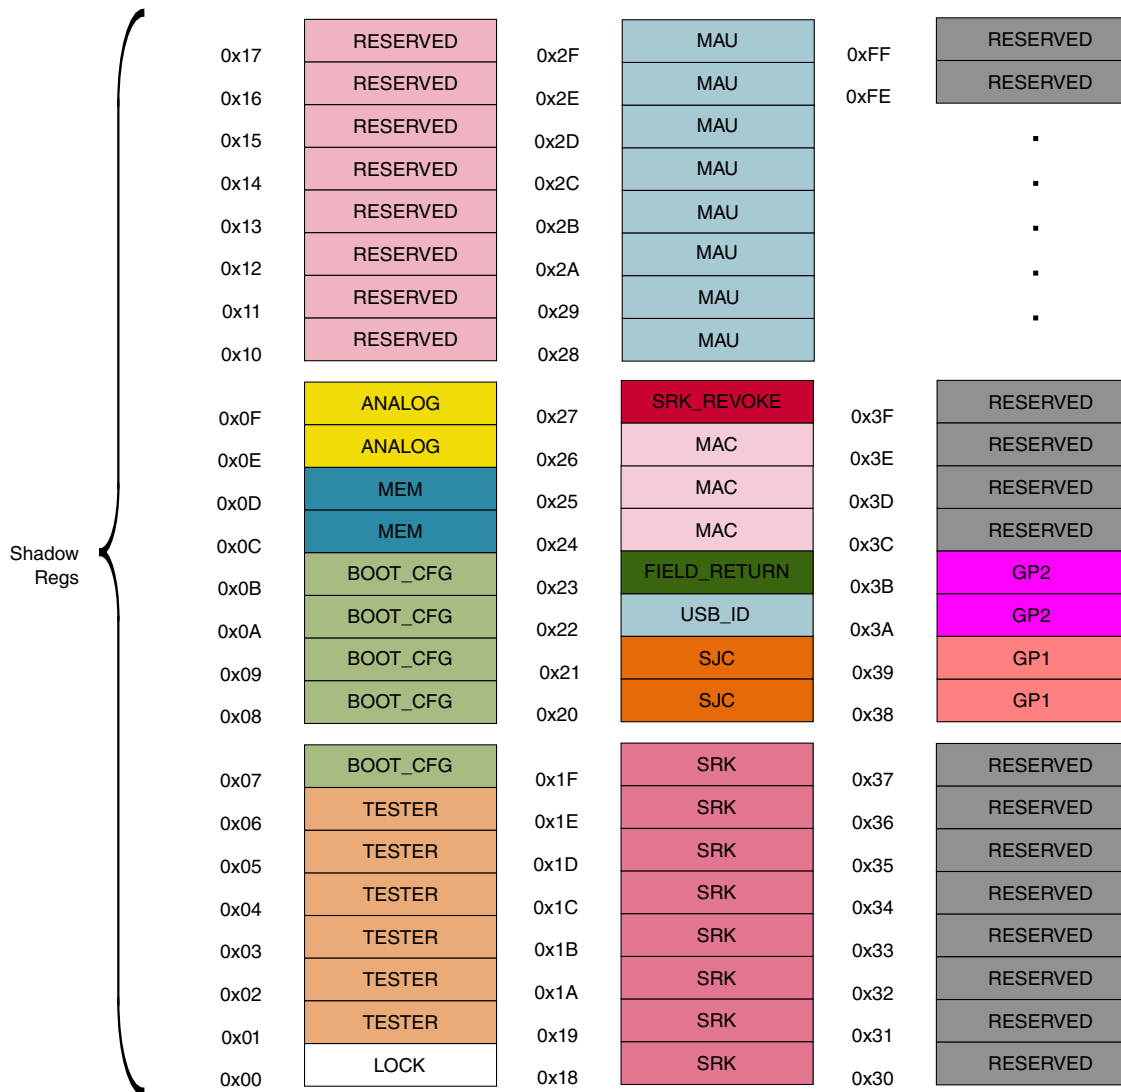 0x17 RESERVED 0x2F MAU 0xFF RESERVED
0x16 RESERVED 0x2E MAU 0xFE RESERVED
0x15 RESERVED 0x2D MAU
0x14 RESERVED 0x2C MAU
0x13 RESERVED 0x2B MAU
0x12 RESERVED 0x2A MAU
0x11 RESERVED 0x29 MAU
0x10 RESERVED 0x28 MAU
0x0F ANALOG 0x27 SRK_REVOKE 0x3F RESERVED
0x0E ANALOG 0x26 MAC 0x3E RESERVED
0x0D MEM 0x25 MAC 0x3D RESERVED
0x0C MEM 0x24 MAC 0x3C RESERVED
Shadow
Regs
0x0B BOOT_CFG 0x23 FIELD_RETURN 0x3B GP2
0x0A BOOT_CFG 0x22 USB_ID 0x3A GP2
0x09 BOOT_CFG 0x21 SJC 0x39 GP1
0x08 BOOT_CFG 0x20 SJC 0x38 GP1
0x07 BOOT_CFG 0x1F SRK 0x37 RESERVED
0x06 TESTER 0x1E SRK 0x36 RESERVED
0x05 TESTER 0x1D SRK 0x35 RESERVED
0x04 TESTER 0x1C SRK 0x34 RESERVED
0x03 TESTER 0x1B SRK 0x33 RESERVED
0x02 TESTER 0x1A SRK 0x32 RESERVED
0x01 TESTER 0x19 SRK 0x31 RESERVED
0x00 LOCK 0x18 SRK 0x30 RESERVED